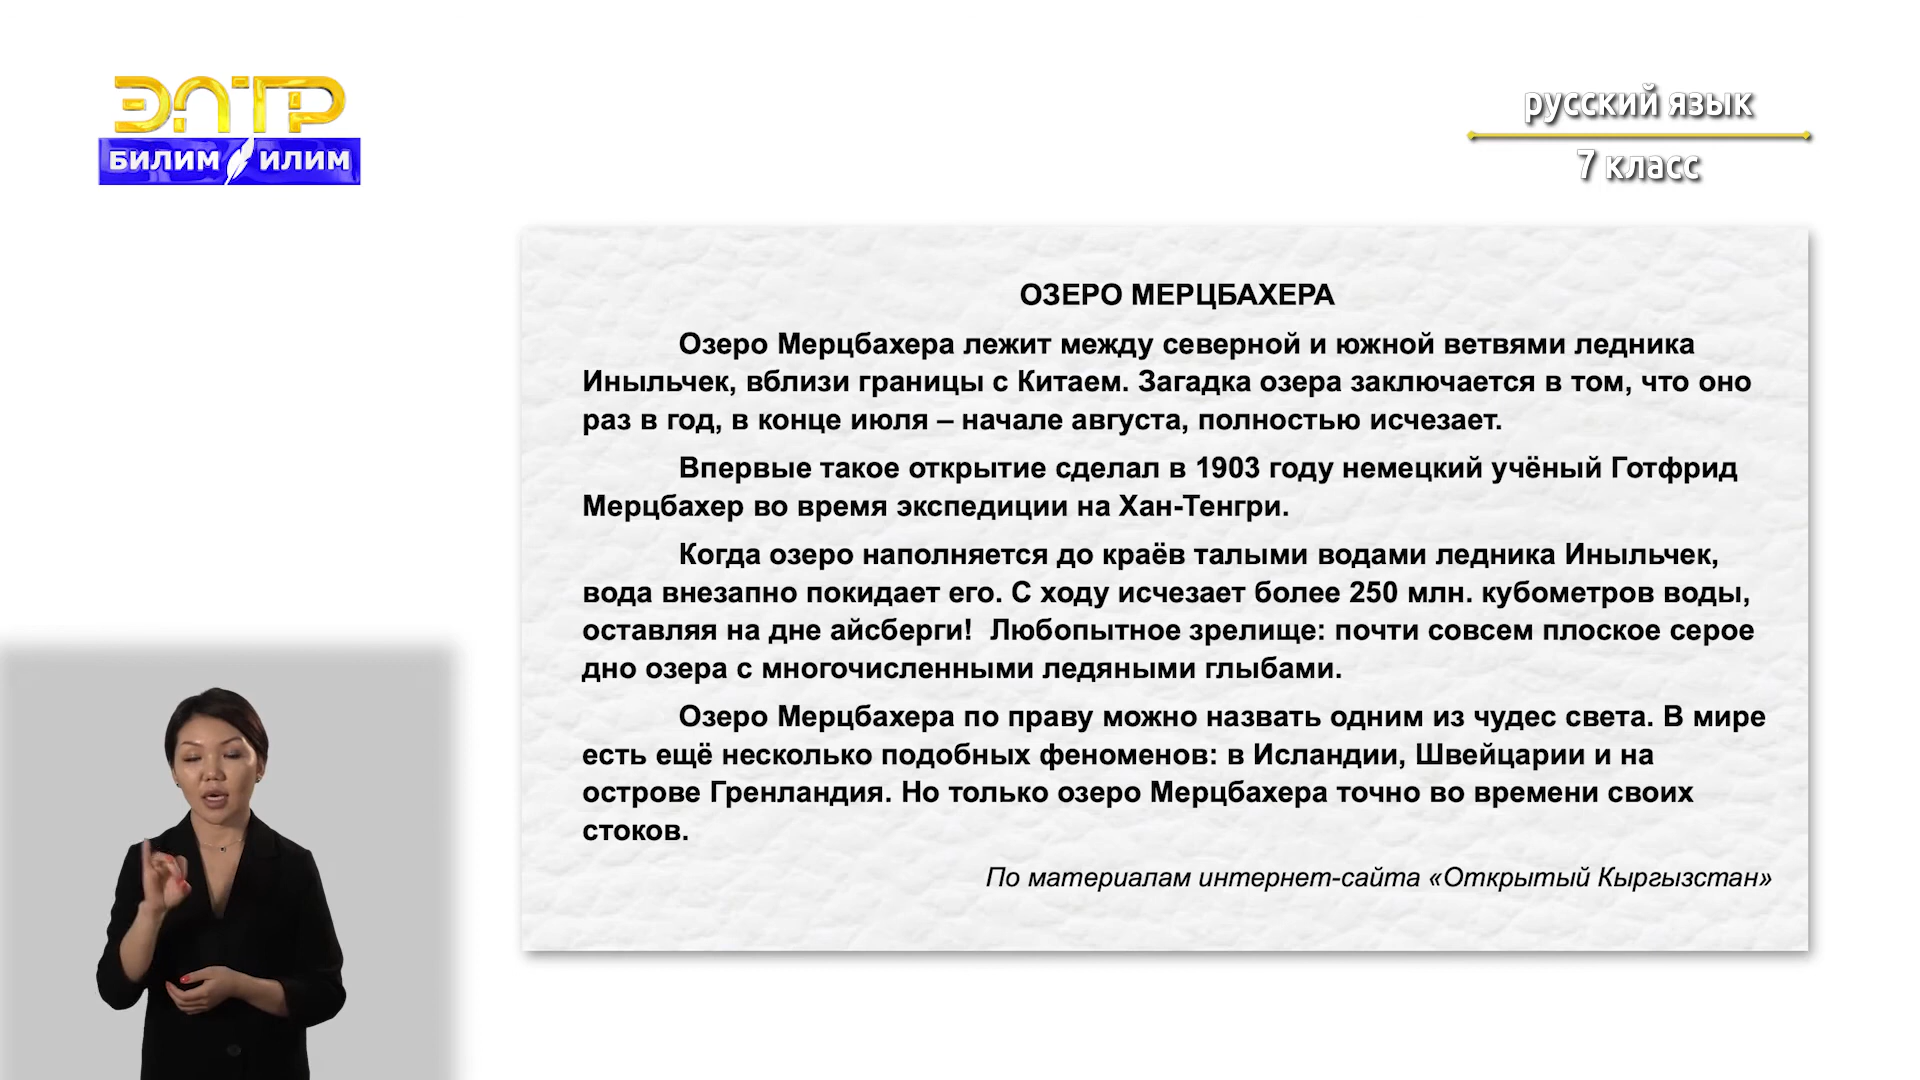 ЭЛТР
БИЛИМ ИЛИМ
русский язык
7 класс
ОЗЕРО МЕРЦБАХЕРА
Озеро Мерцбахера лежит между северной и южной ветвями ледника
Иныльчек, вблизи границы с Китаем. Загадка озера заключается в том, что оно
раз в год, в конце июля – начале августа, полностью исчезает.
Впервые такое открытие сделал в 1903 году немецкий учёный Готфрид
Мерцбахер во время экспедиции на Хан-Тенгри.
Когда озеро наполняется до краёв талыми водами ледника Иныльчек,
вода внезапно покидает его. С ходу исчезает более 250 млн. кубометров воды,
оставляя на дне айсберги!  Любопытное зрелище: почти совсем плоское серое
дно озера с многочисленными ледяными глыбами.
Озеро Мерцбахера по праву можно назвать одним из чудес света. В мире
есть ещё несколько подобных феноменов: в Исландии, Швейцарии и на
острове Гренландия. Но только озеро Мерцбахера точно во времени своих
стоков.
По материалам интернет-сайта «Открытый Кыргызстан»